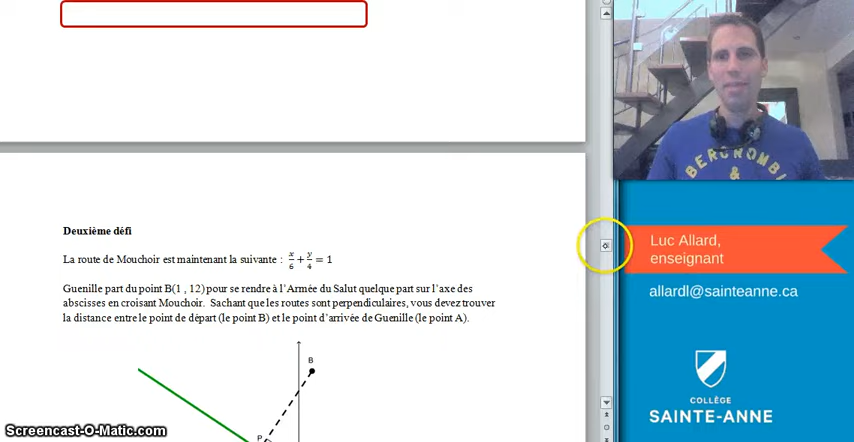 Deuxième défi
La route de Mouchoir est maintenant la suivante : x/6 + y/4 = 1
Guenille part du point B(1 , 12) pour se rendre à l'Armée du Salut quelque part sur l'axe des
abscisses en croisant Mouchoir. Sachant que les routes sont perpendiculaires, vous devez trouver
la distance entre le point de départ (le point B) et le point d'arrivée de Guenille (le point A).
B
P
BERCROMBI
&
Luc Allard,
enseignant
allardl@sainteanne.ca
COLLÈGE
SAINTE-ANNE
Screencast-O-Matic.com